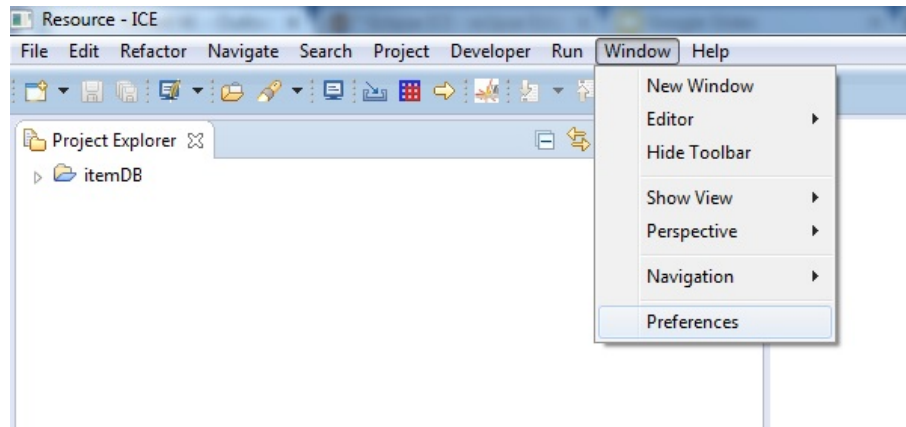 Resource - ICE
File Edit Refactor Navigate Search Project Developer Run Window Help
New Window
Editor
Hide Toolbar
Show View
Perspective
Navigation
Preferences
Project Explorer
itemDB